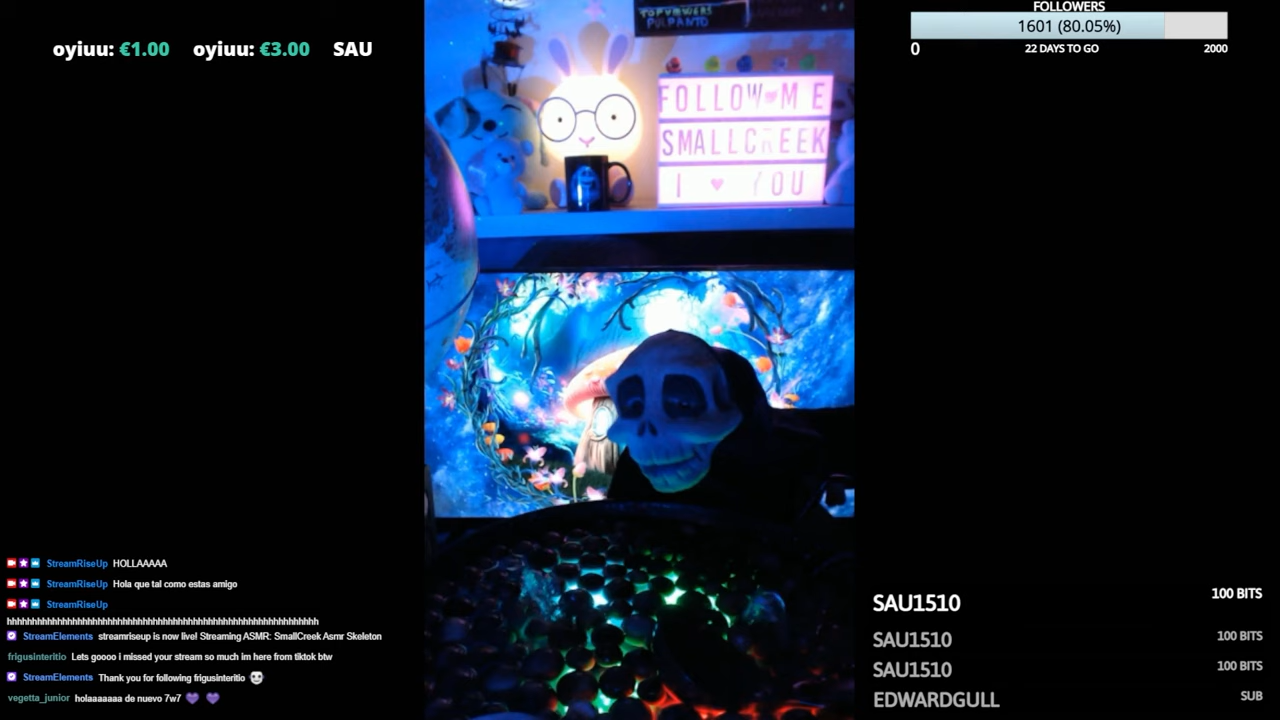 oyiuu: €1.00 oyiuu: €3.00 SAU
FOLLOWERS
1601 (80.05%)
0 22 DAYS TO GO 2000
FOLLOW ME
SMALLCREEK
I ♥ YOU
StreamRiseUp HOLLAAAAA
StreamRiseUp Hola que tal como estas amigo
StreamRiseUp
hhhhhhhhhhhhhhhhhhhhhhhhhhhhhhhhhhhhhhhhhhhhhhhhhhhhhhhhhhhhhh
StreamElements streamriseup is now live! Streaming ASMR: SmallCreek Asmr Skeleton
frigusinteritio Lets goooo i missed your stream so much im here from tiktok btw
StreamElements Thank you for following frigusinteritio
vegetta_junior holaaaaaaa de nuevo 7w7 💜 💜
SAU1510 100 BITS
SAU1510 100 BITS
SAU1510 100 BITS
EDWARDGULL SUB